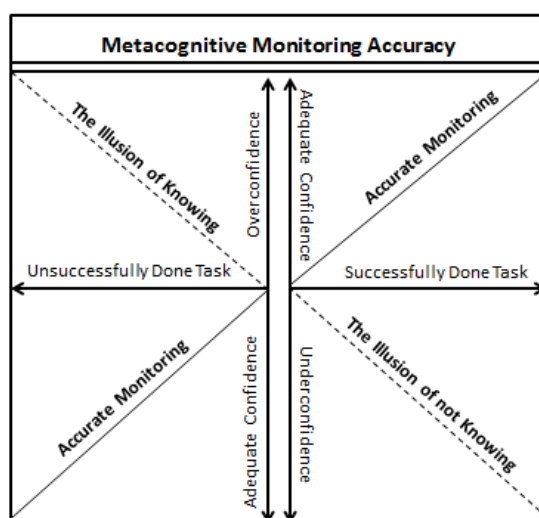 Metacognitive Monitoring Accuracy
The Illusion of Knowing
Overconfidence
Adequate Confidence
Accurate Monitoring
Unsuccessfully Done Task
Successfully Done Task
Accurate Monitoring
Adequate Confidence
Underconfidence
The Illusion of not Knowing